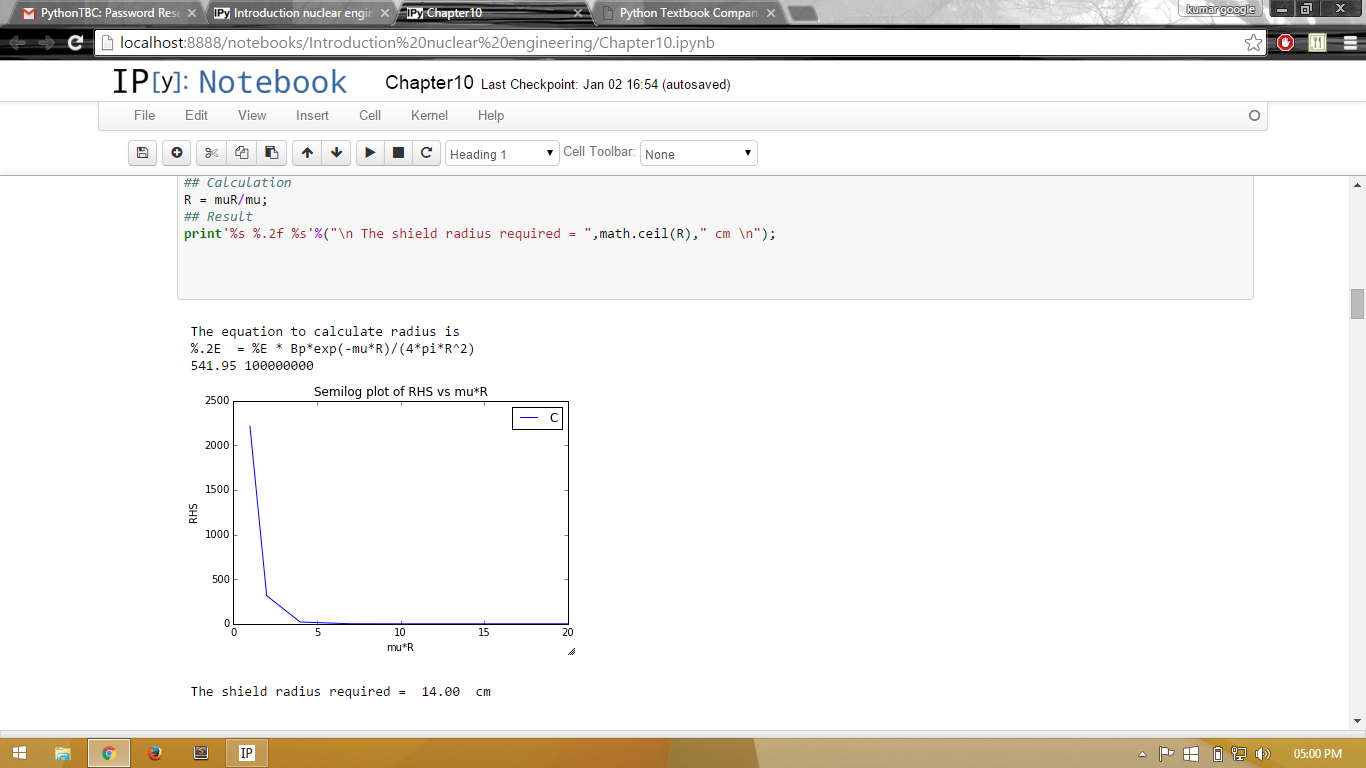 PythonTBC: Password Rese
IPy Introduction nuclear engin
IPy Chapter10
Python Textbook Compan
kumar google
localhost:8888/notebooks/Introduction%20nuclear%20engineering/Chapter10.ipynb
IP[y]: Notebook
Chapter10 Last Checkpoint: Jan 02 16:54 (autosaved)
File Edit View Insert Cell Kernel Help
Heading 1 Cell Toolbar: None
## Calculation
R = muR/mu;
## Result
print'%s %.2f %s'%("\n The shield radius required = ",math.ceil(R)," cm \n");
The equation to calculate radius is
%.2E  = %E * Bp*exp(-mu*R)/(4*pi*R^2)
541.95 100000000
Semilog plot of RHS vs mu*R
C
2500
2000
1500
1000
500
0
RHS
0 5 10 15 20
mu*R
The shield radius required =  14.00  cm
IP
05:00 PM